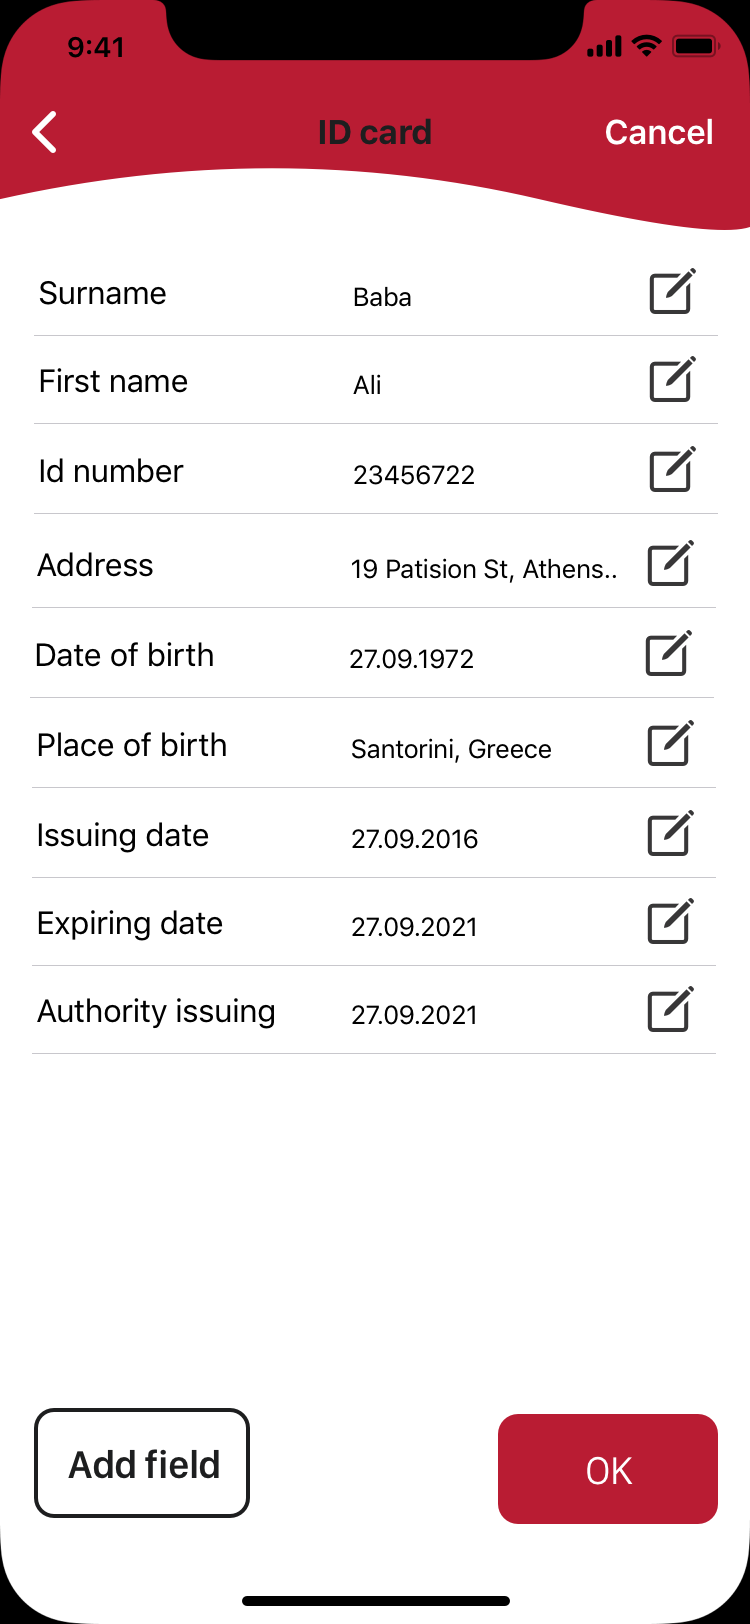 9:41
ID card
Cancel
Surname Baba
First name Ali
Id number 23456722
Address 19 Patision St, Athens..
Date of birth 27.09.1972
Place of birth Santorini, Greece
Issuing date 27.09.2016
Expiring date 27.09.2021
Authority issuing 27.09.2021
Add field
OK